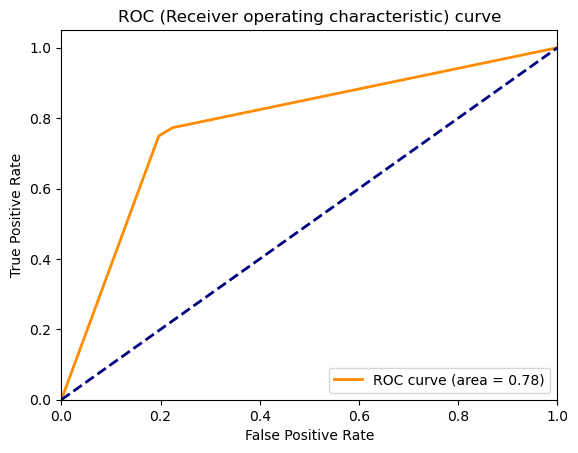 ROC (Receiver operating characteristic) curve
True Positive Rate
1.0
0.8
0.6
0.4
0.2
0.0
ROC curve (area = 0.78)
0.0 0.2 0.4 0.6 0.8 1.0
False Positive Rate